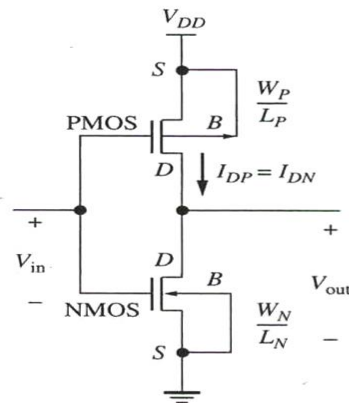 V_DD
S
W_P
L_P
PMOS
B
D
I_DP = I_DN
+
+
D
V_in
B
V_out
W_N
L_N
−
NMOS
−
S